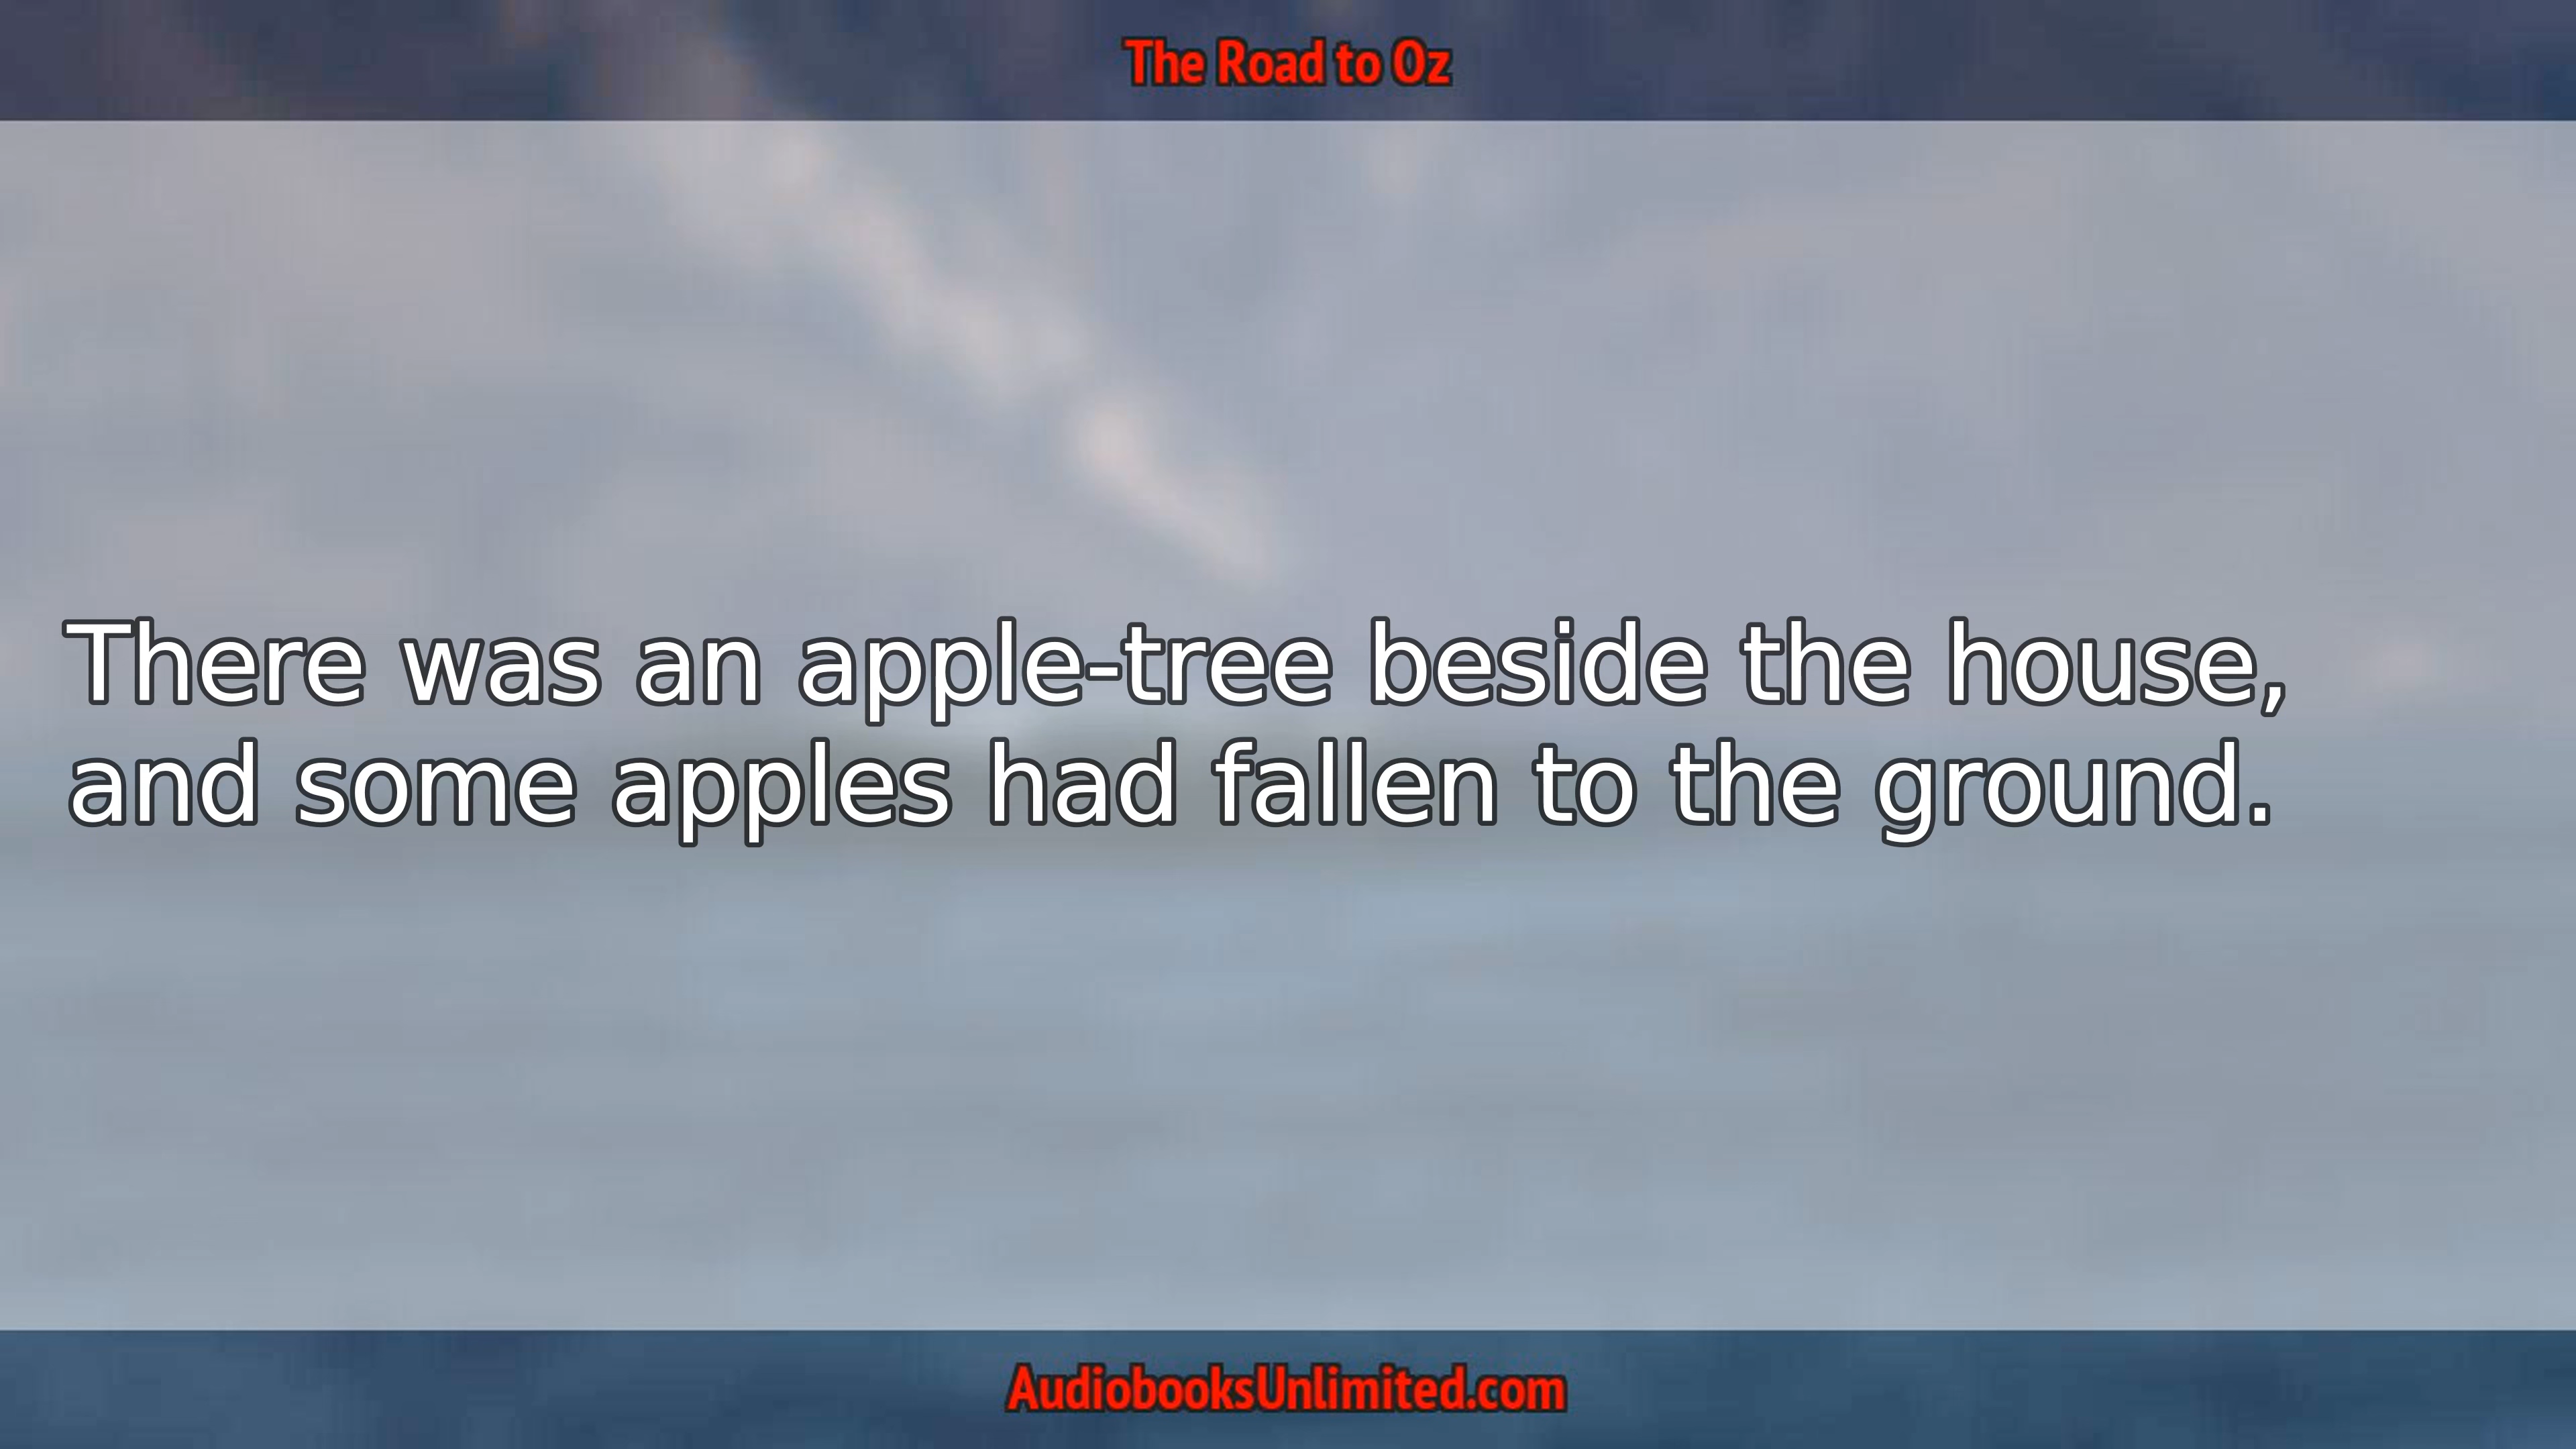 The Road to Oz
There was an apple-tree beside the house,
and some apples had fallen to the ground.
AudiobooksUnlimited.com